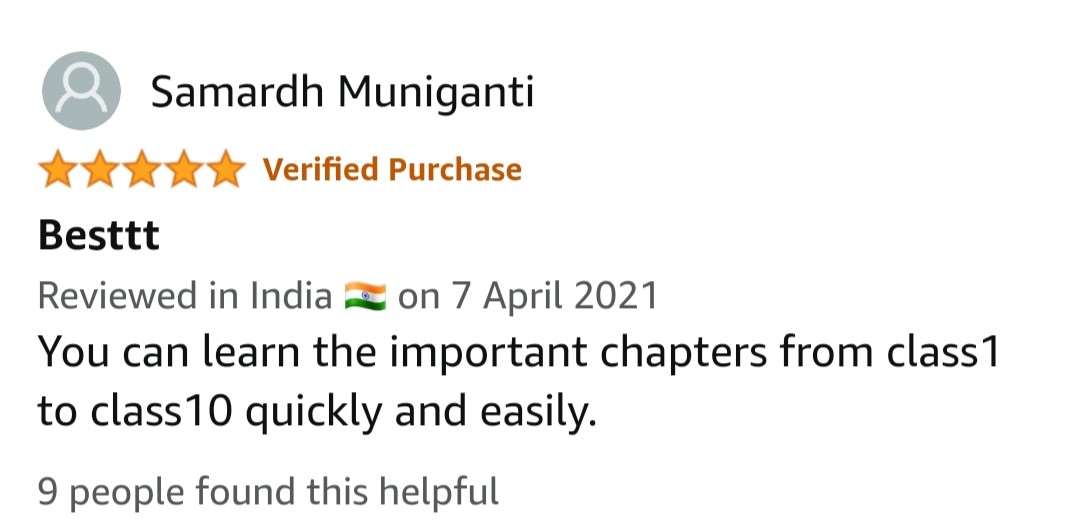 Samardh Muniganti
Verified Purchase
Besttt
Reviewed in India 🇮🇳 on 7 April 2021
You can learn the important chapters from class1
to class10 quickly and easily.
9 people found this helpful